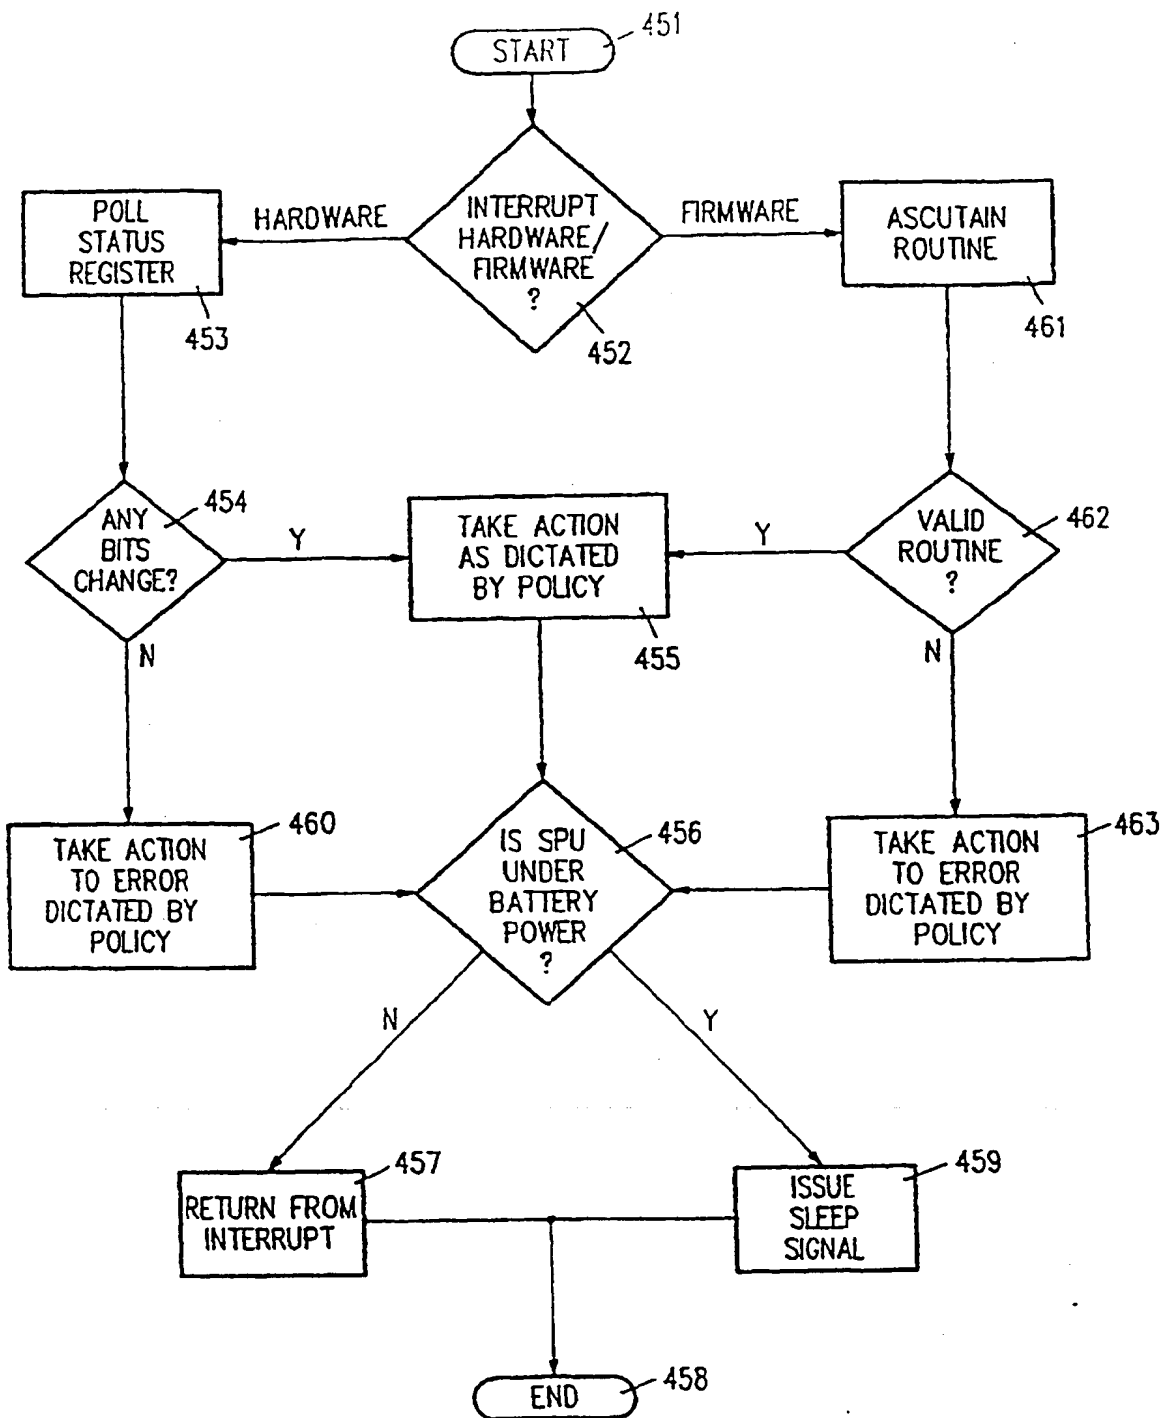 451
START
INTERRUPT
HARDWARE/
FIRMWARE
?
452
HARDWARE
FIRMWARE
POLL
STATUS
REGISTER
453
ASCUTAIN
ROUTINE
461
ANY
BITS
CHANGE?
454
Y
N
TAKE ACTION
AS DICTATED
BY POLICY
455
VALID
ROUTINE
?
462
Y
N
TAKE ACTION
TO ERROR
DICTATED BY
POLICY
460
IS SPU
UNDER
BATTERY
POWER
?
456
TAKE ACTION
TO ERROR
DICTATED BY
POLICY
463
N
Y
RETURN FROM
INTERRUPT
457
ISSUE
SLEEP
SIGNAL
459
END
458